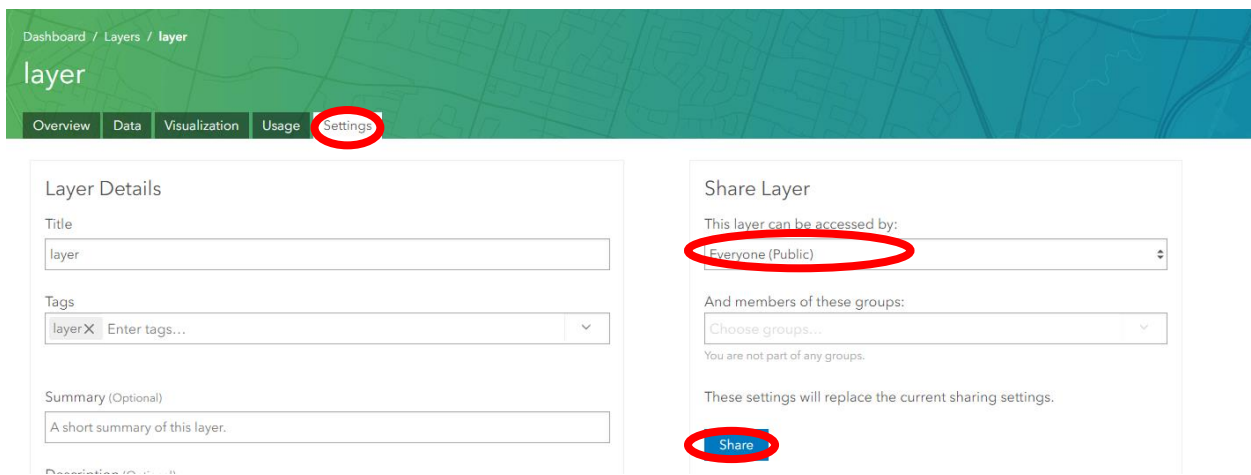 Dashboard / Layers / layer
layer
Overview Data Visualization Usage Settings
Layer Details
Title
layer
Tags
layer X Enter tags...
Summary (Optional)
A short summary of this layer.
Description (Optional)
Share Layer
This layer can be accessed by:
Everyone (Public)
And members of these groups:
Choose groups...
You are not part of any groups.
These settings will replace the current sharing settings.
Share